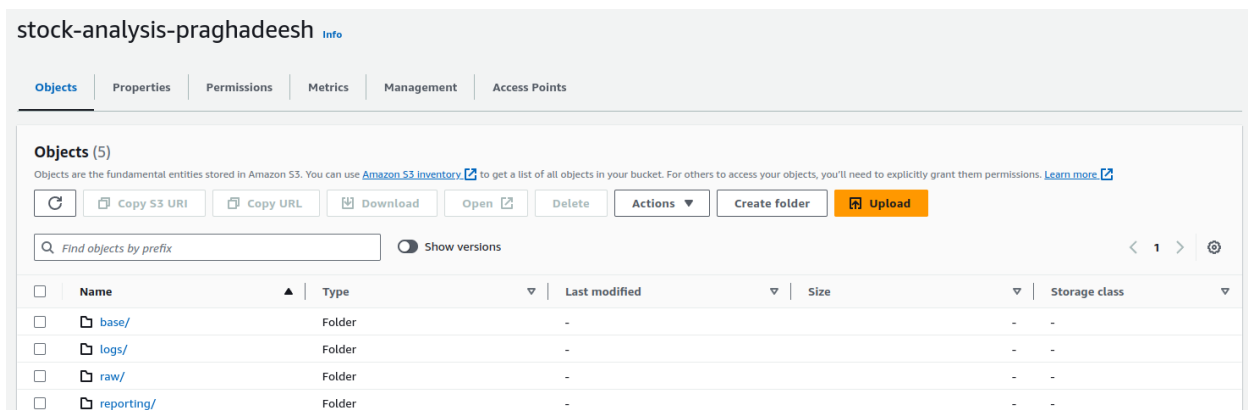 stock-analysis-praghadeesh Info
Objects Properties Permissions Metrics Management Access Points
Objects (5)
Objects are the fundamental entities stored in Amazon S3. You can use Amazon S3 inventory to get a list of all objects in your bucket. For others to access your objects, you'll need to explicitly grant them permissions. Learn more
Copy S3 URI Copy URL Download Open Delete Actions Create folder Upload
Find objects by prefix Show versions 1
Name Type Last modified Size Storage class
base/ Folder - - -
logs/ Folder - - -
raw/ Folder - - -
reporting/ Folder - - -